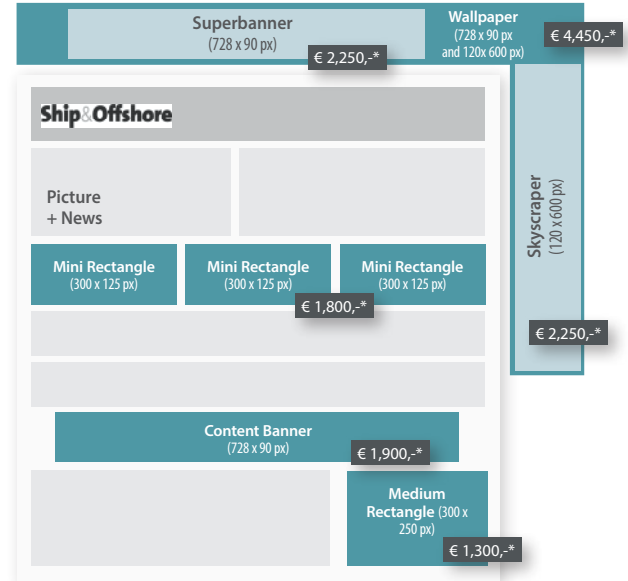 Superbanner
(728 x 90 px)
€ 2,250,-*
Wallpaper
(728 x 90 px
and 120x 600 px)
€ 4,450,-*
Ship&Offshore
Skyscraper
(120 x 600 px)
€ 2,250,-*
Picture
+ News
Mini Rectangle
(300 x 125 px)
Mini Rectangle
(300 x 125 px)
Mini Rectangle
(300 x 125 px)
€ 1,800,-*
Content Banner
(728 x 90 px)
€ 1,900,-*
Medium
Rectangle (300 x
250 px)
€ 1,300,-*